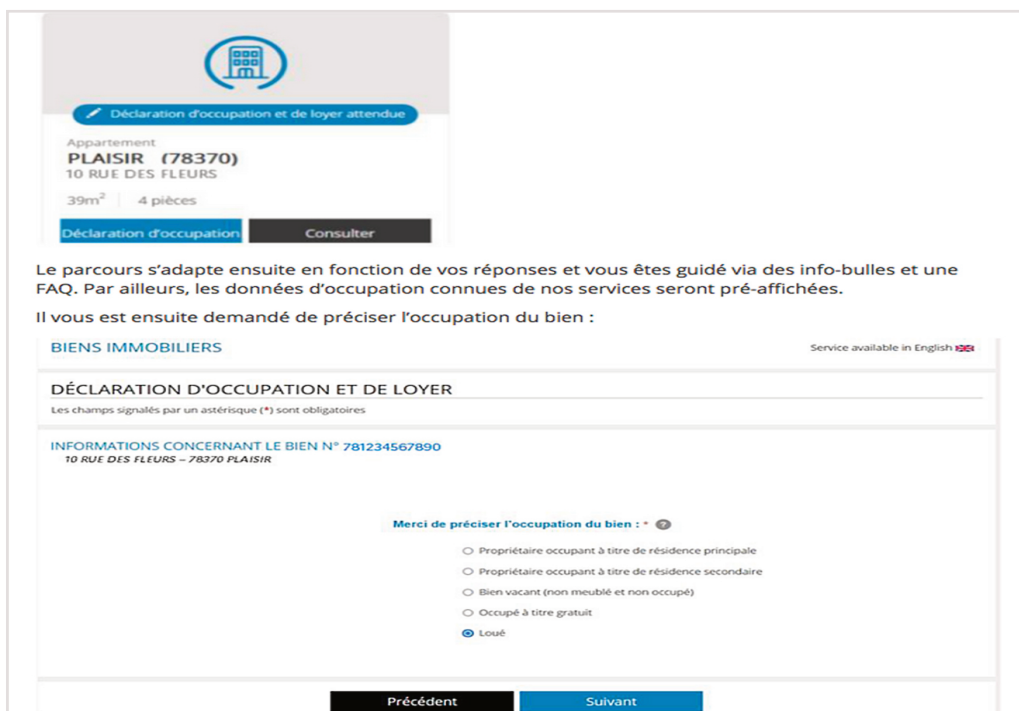 Déclaration d'occupation et de loyer attendue
Appartement
PLAISIR (78370)
10 RUE DES FLEURS
39m² 4 pièces
Déclaration d'occupation Consulter
Le parcours s’adapte ensuite en fonction de vos réponses et vous êtes guidé via des info-bulles et une
FAQ. Par ailleurs, les données d’occupation connues de nos services seront pré-affichées.
Il vous est ensuite demandé de préciser l’occupation du bien :
BIENS IMMOBILIERS Service available in English
DÉCLARATION D'OCCUPATION ET DE LOYER
Les champs signalés par un astérisque (*) sont obligatoires
INFORMATIONS CONCERNANT LE BIEN N° 781234567890
10 RUE DES FLEURS – 78370 PLAISIR
Merci de préciser l'occupation du bien : * ?
Propriétaire occupant à titre de résidence principale
Propriétaire occupant à titre de résidence secondaire
Bien vacant (non meublé et non occupé)
Occupé à titre gratuit
Loué
Précédent Suivant